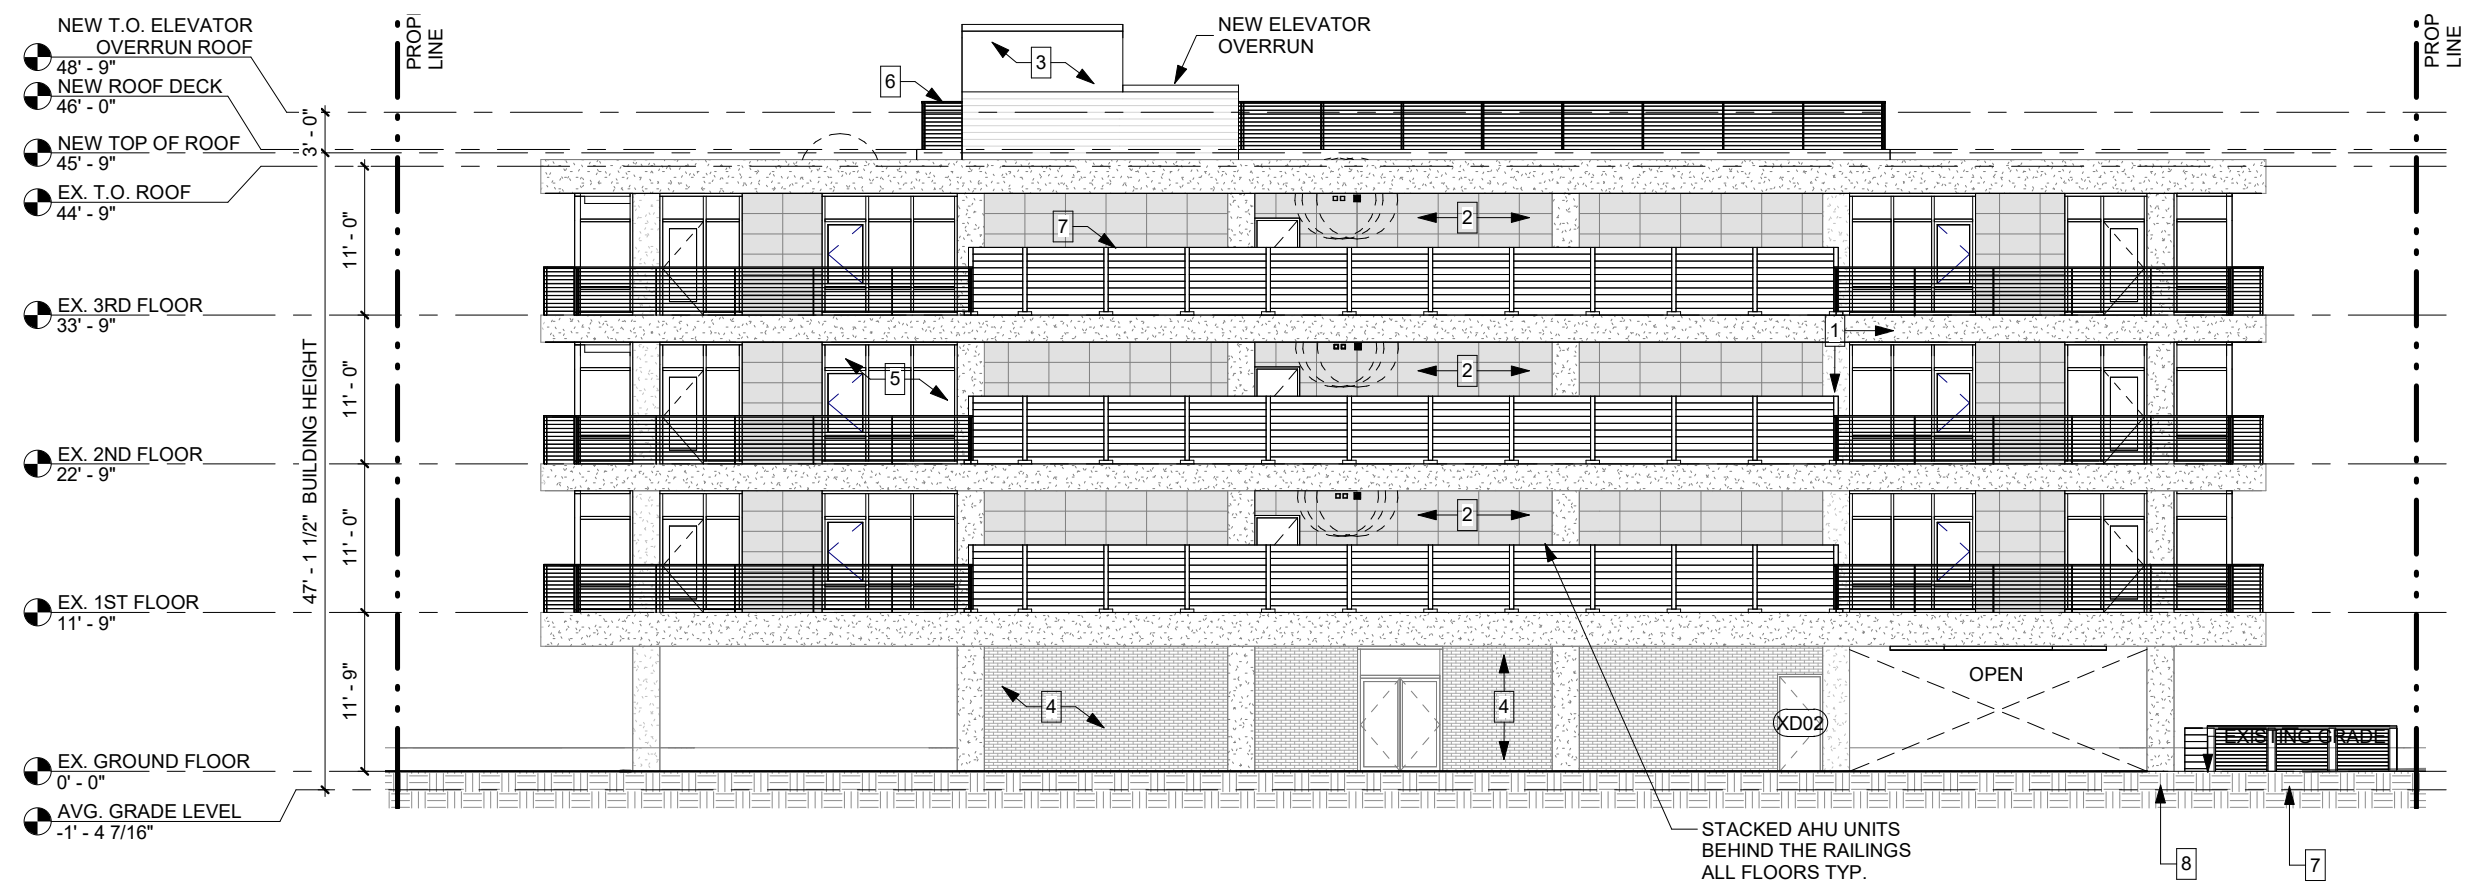 NEW T.O. ELEVATOR
OVERRUN ROOF
48' - 9"
NEW ROOF DECK
46' - 0"
NEW TOP OF ROOF
45' - 9"
EX. T.O. ROOF
44' - 9"
EX. 3RD FLOOR
33' - 9"
EX. 2ND FLOOR
22' - 9"
EX. 1ST FLOOR
11' - 9"
EX. GROUND FLOOR
0' - 0"
AVG. GRADE LEVEL
-1' - 4 7/16"
3' - 0"
47' - 1 1/2" BUILDING HEIGHT
11' - 0"
11' - 0"
11' - 0"
11' - 9"
PROP
LINE
NEW ELEVATOR
OVERRUN
3
6
7
2
1
5
2
2
4
4
XD02
OPEN
EXISTING GRADE
STACKED AHU UNITS
BEHIND THE RAILINGS
ALL FLOORS TYP.
8
7
PROP
LINE